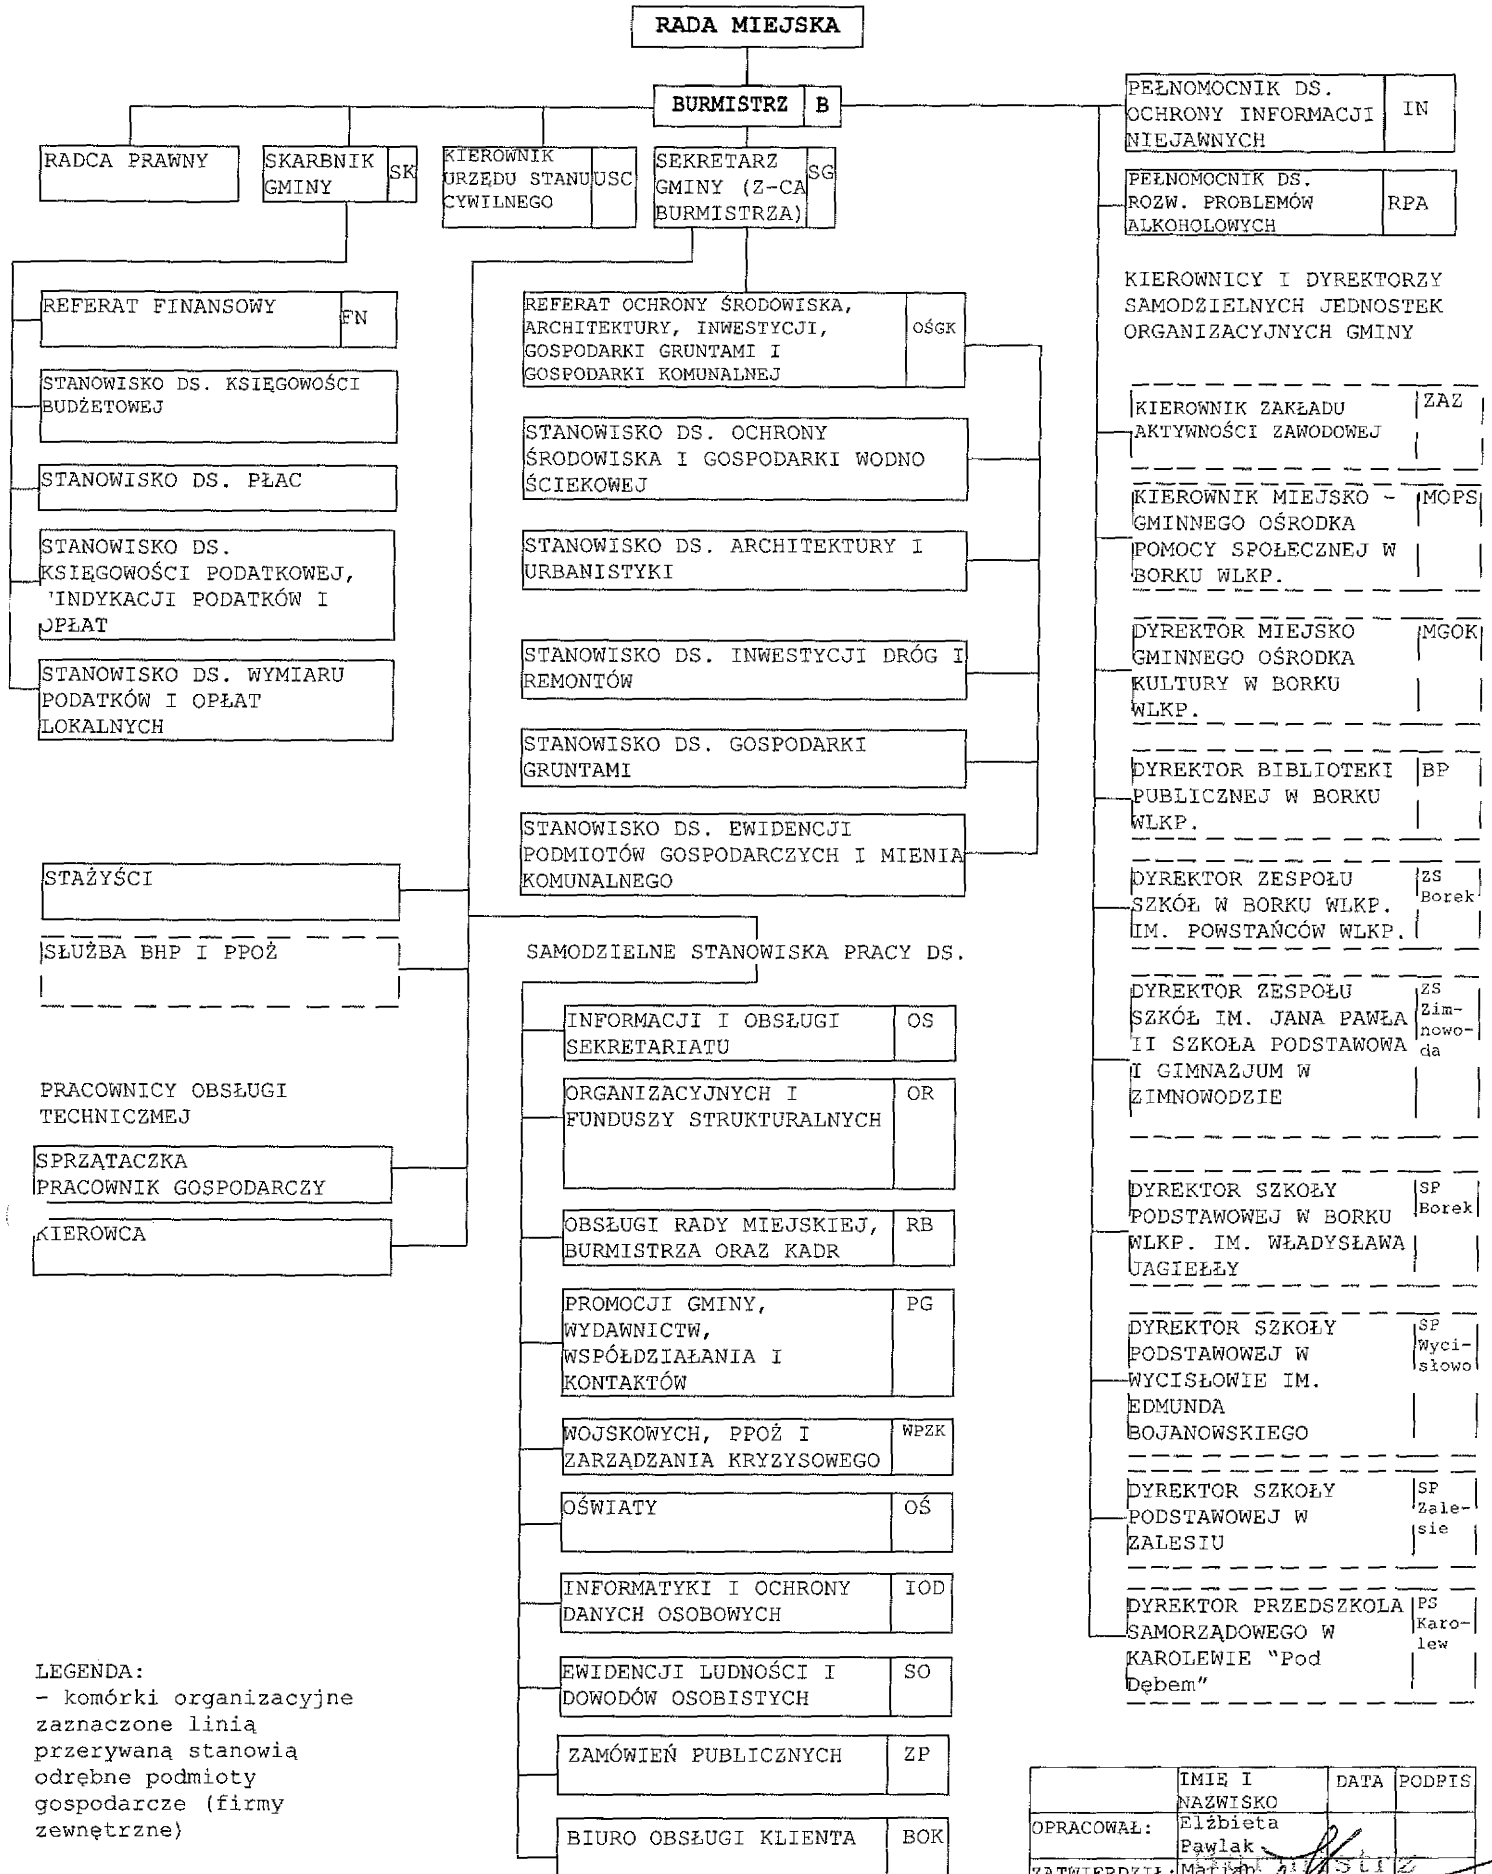 RADA MIEJSKA
BURMISTRZ B
RADCA PRAWNY
SKARBNIK
GMINY
SK
KIEROWNIK
URZĘDU STANU
CYWILNEGO
USC
SEKRETARZ
GMINY (Z-CA
BURMISTRZA)
SG
PEŁNOMOCNIK DS.
OCHRONY INFORMACJI
NIEJAWNYCH
IN
PEŁNOMOCNIK DS.
ROZW. PROBLEMÓW
ALKOHOLOWYCH
RPA
REFERAT FINANSOWY
FN
STANOWISKO DS. KSIĘGOWOŚCI
BUDŻETOWEJ
STANOWISKO DS. PŁAC
STANOWISKO DS.
KSIĘGOWOŚCI PODATKOWEJ,
'INDYKACJI PODATKÓW I
OPŁAT
STANOWISKO DS. WYMIARU
PODATKÓW I OPŁAT
LOKALNYCH
STAŻYŚCI
SŁUŻBA BHP I PPOŻ
PRACOWNICY OBSŁUGI
TECHNICZMEJ
SPRZĄTACZKA
PRACOWNIK GOSPODARCZY
KIEROWCA
REFERAT OCHRONY ŚRODOWISKA,
ARCHITEKTURY, INWESTYCJI,
GOSPODARKI GRUNTAMI I
GOSPODARKI KOMUNALNEJ
OŚGK
STANOWISKO DS. OCHRONY
ŚRODOWISKA I GOSPODARKI WODNO
ŚCIEKOWEJ
STANOWISKO DS. ARCHITEKTURY I
URBANISTYKI
STANOWISKO DS. INWESTYCJI DRÓG I
REMONTÓW
STANOWISKO DS. GOSPODARKI
GRUNTAMI
STANOWISKO DS. EWIDENCJI
PODMIOTÓW GOSPODARCZYCH I MIENIA
KOMUNALNEGO
SAMODZIELNE STANOWISKA PRACY DS.
INFORMACJI I OBSŁUGI
SEKRETARIATU
OS
ORGANIZACYJNYCH I
FUNDUSZY STRUKTURALNYCH
OR
OBSŁUGI RADY MIEJSKIEJ,
BURMISTRZA ORAZ KADR
RB
PROMOCJI GMINY,
WYDAWNICTW,
WSPÓŁDZIAŁANIA I
KONTAKTÓW
PG
WOJSKOWYCH, PPOŻ I
ZARZĄDZANIA KRYZYSOWEGO
WPZK
OŚWIATY
OŚ
INFORMATYKI I OCHRONY
DANYCH OSOBOWYCH
IOD
EWIDENCJI LUDNOŚCI I
DOWODÓW OSOBISTYCH
SO
ZAMÓWIEŃ PUBLICZNYCH
ZP
BIURO OBSŁUGI KLIENTA
BOK
KIEROWNICY I DYREKTORZY
SAMODZIELNYCH JEDNOSTEK
ORGANIZACYJNYCH GMINY
KIEROWNIK ZAKŁADU
AKTYWNOŚCI ZAWODOWEJ
ZAZ
KIEROWNIK MIEJSKO -
GMINNEGO OŚRODKA
POMOCY SPOŁECZNEJ W
BORKU WLKP.
MOPS
DYREKTOR MIEJSKO
GMINNEGO OŚRODKA
KULTURY W BORKU
WLKP.
MGOK
DYREKTOR BIBLIOTEKI
PUBLICZNEJ W BORKU
WLKP.
BP
DYREKTOR ZESPOŁU
SZKÓŁ W BORKU WLKP.
IM. POWSTAŃCÓW WLKP.
ZS
Borek
DYREKTOR ZESPOŁU
SZKÓŁ IM. JANA PAWŁA
II SZKOŁA PODSTAWOWA
I GIMNAZJUM W
ZIMNOWODZIE
ZS
Zim-
nowo-
da
DYREKTOR SZKOŁY
PODSTAWOWEJ W BORKU
WLKP. IM. WŁADYSŁAWA
JAGIEŁŁY
SP
Borek
DYREKTOR SZKOŁY
PODSTAWOWEJ W
WYCISŁOWIE IM.
EDMUNDA
BOJANOWSKIEGO
SP
Wyci-
słowo
DYREKTOR SZKOŁY
PODSTAWOWEJ W
ZALESIU
SP
Zale-
sie
DYREKTOR PRZEDSZKOLA
SAMORZĄDOWEGO W
KAROLEWIE "Pod
Dębem"
PS
Karo-
lew
LEGENDA:
- komórki organizacyjne
zaznaczone linią
przerywaną stanowią
odrębne podmioty
gospodarcze (firmy
zewnętrzne)
IMIĘ I
NAZWISKO
DATA
PODPIS
OPRACOWAŁ:
Elżbieta
Pawlak
ZATWIERDZIŁ:
Marian